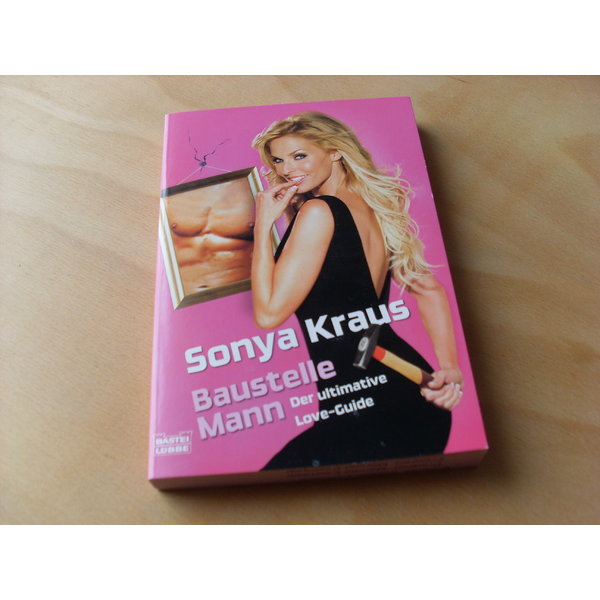 Sonya Kraus
Baustelle
Mann Der ultimative
Love-Guide
BASTEI
LÜBBE